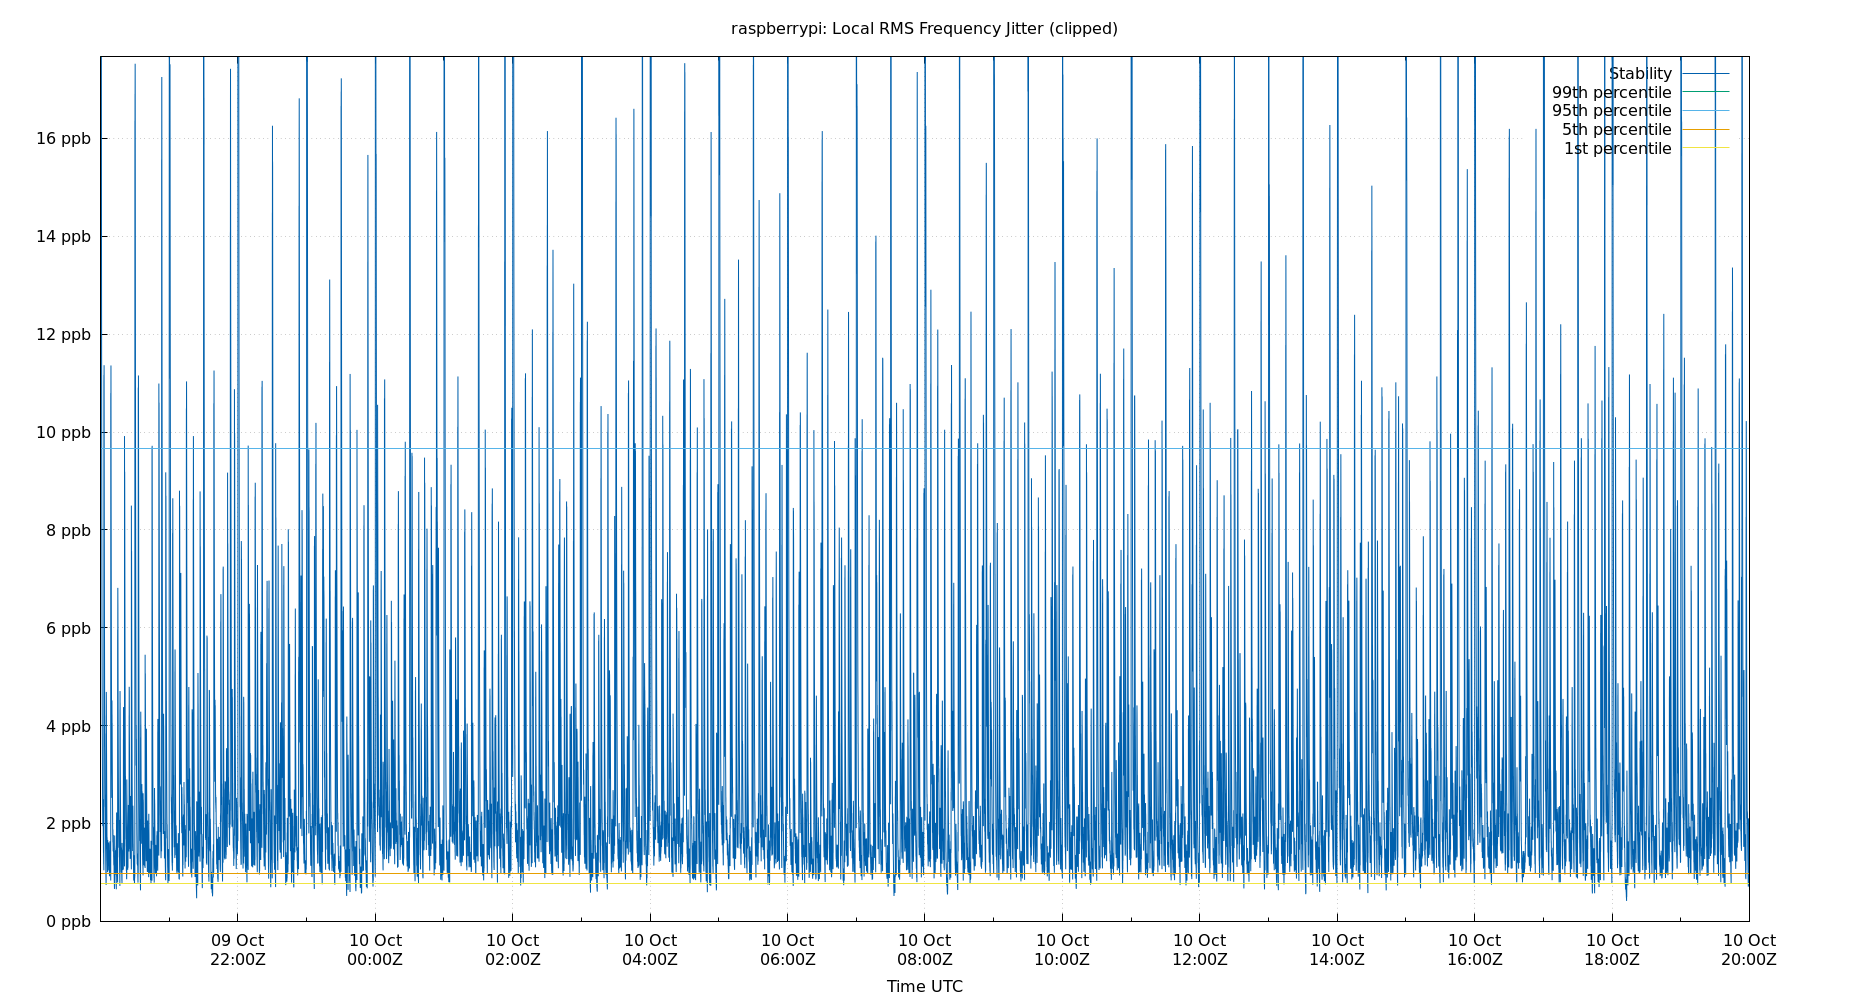 raspberrypi: Local RMS Frequency Jitter (clipped)
Stability
99th percentile
95th percentile
5th percentile
1st percentile
16 ppb
14 ppb
12 ppb
10 ppb
8 ppb
6 ppb
4 ppb
2 ppb
0 ppb
09 Oct 10 Oct 10 Oct 10 Oct 10 Oct 10 Oct 10 Oct 10 Oct 10 Oct 10 Oct 10 Oct 10 Oct
22:00Z 00:00Z 02:00Z 04:00Z 06:00Z 08:00Z 10:00Z 12:00Z 14:00Z 16:00Z 18:00Z 20:00Z
Time UTC